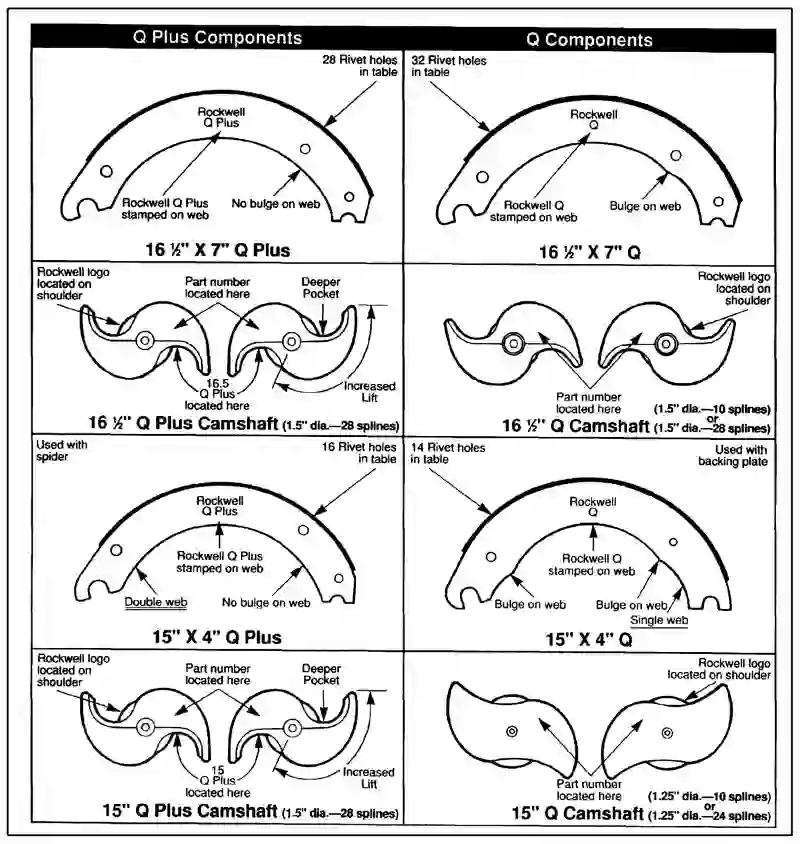 Q Plus Components
Q Components
28 Rivet holes
in table
Rockwell
Q Plus
Rockwell Q Plus
stamped on web
No bulge on web
16 ½" X 7" Q Plus
32 Rivet holes
in table
Rockwell
Q
Rockwell Q
stamped on web
Bulge on web
16 ½" X 7" Q
Rockwell logo
located on
shoulder
Part number
located here
Deeper
Pocket
16.5
Q Plus
located here
Increased
Lift
16 ½" Q Plus Camshaft (1.5" dia.—28 splines)
Rockwell logo
located on
shoulder
Part number
located here
(1.5" dia.—10 splines)
or
16 ½" Q Camshaft (1.5" dia.—28 splines)
Used with
spider
16 Rivet holes
in table
Rockwell
Q Plus
Rockwell Q Plus
stamped on web
Double web
No bulge on web
15" X 4" Q Plus
14 Rivet holes
in table
Used with
backing plate
Rockwell
Q
Rockwell Q
stamped on web
Bulge on web
Bulge on web
Single web
15" X 4" Q
Rockwell logo
located on
shoulder
Part number
located here
Deeper
Pocket
15
Q Plus
located here
Increased
Lift
15" Q Plus Camshaft (1.5" dia.—28 splines)
Rockwell logo
located on shoulder
Part number
located here
(1.25" dia.—10 splines)
or
15" Q Camshaft (1.25" dia.—24 splines)